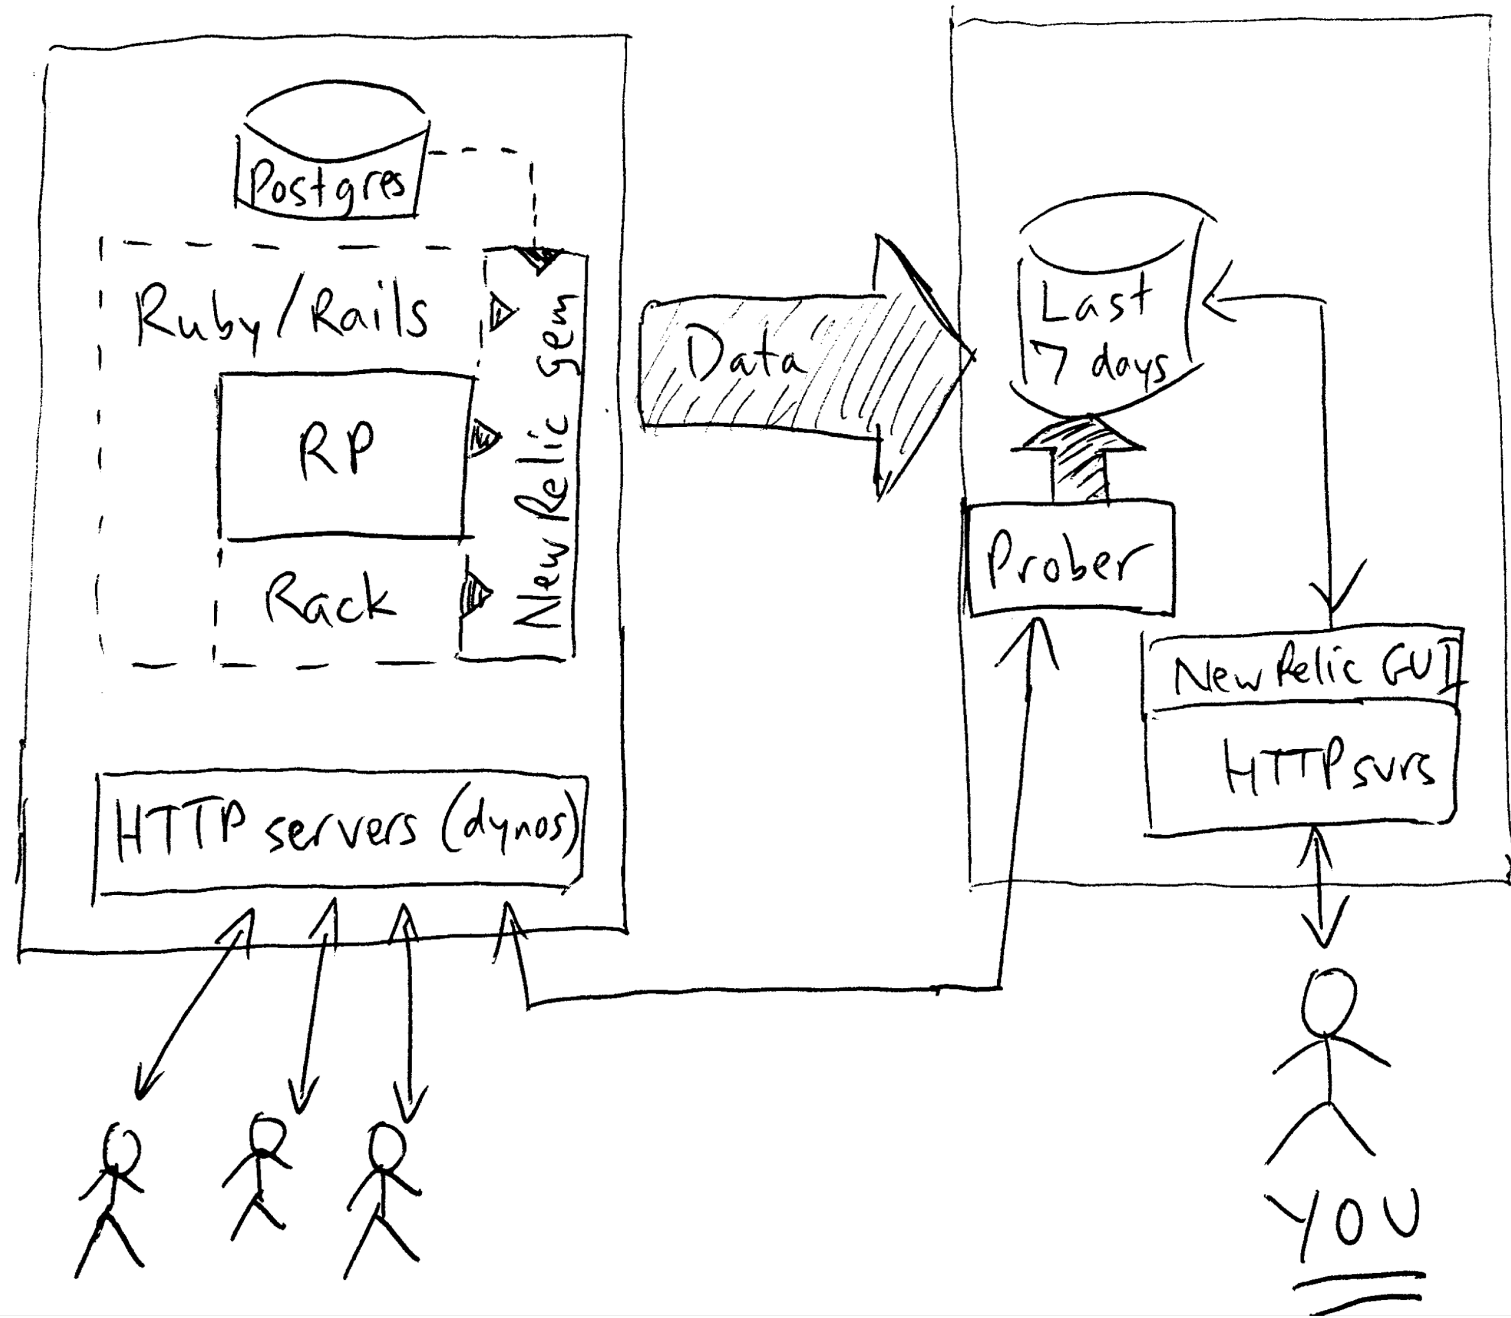 Postgres
Ruby/Rails
RP
Rack
New Relic gem
HTTP servers (dynos)
Data
Last
7 days
Prober
New Relic GUI
HTTP svrs
YOU